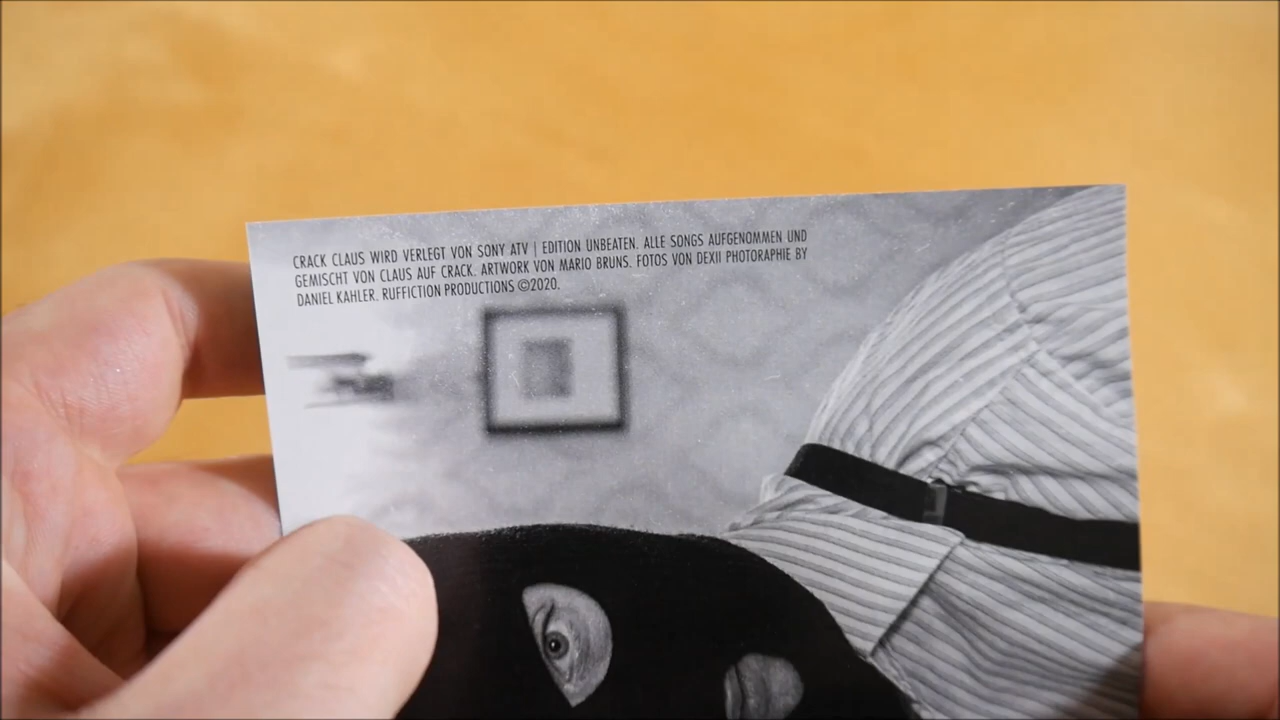 CRACK CLAUS WIRD VERLEGT VON SONY ATV | EDITION UNBEATEN. ALLE SONGS AUFGENOMMEN UND
GEMISCHT VON CLAUS AUF CRACK. ARTWORK VON MARIO BRUNS. FOTOS VON DEXII PHOTORAPHIE BY
DANIEL KAHLER. RUFFICTION PRODUCTIONS ©2020.